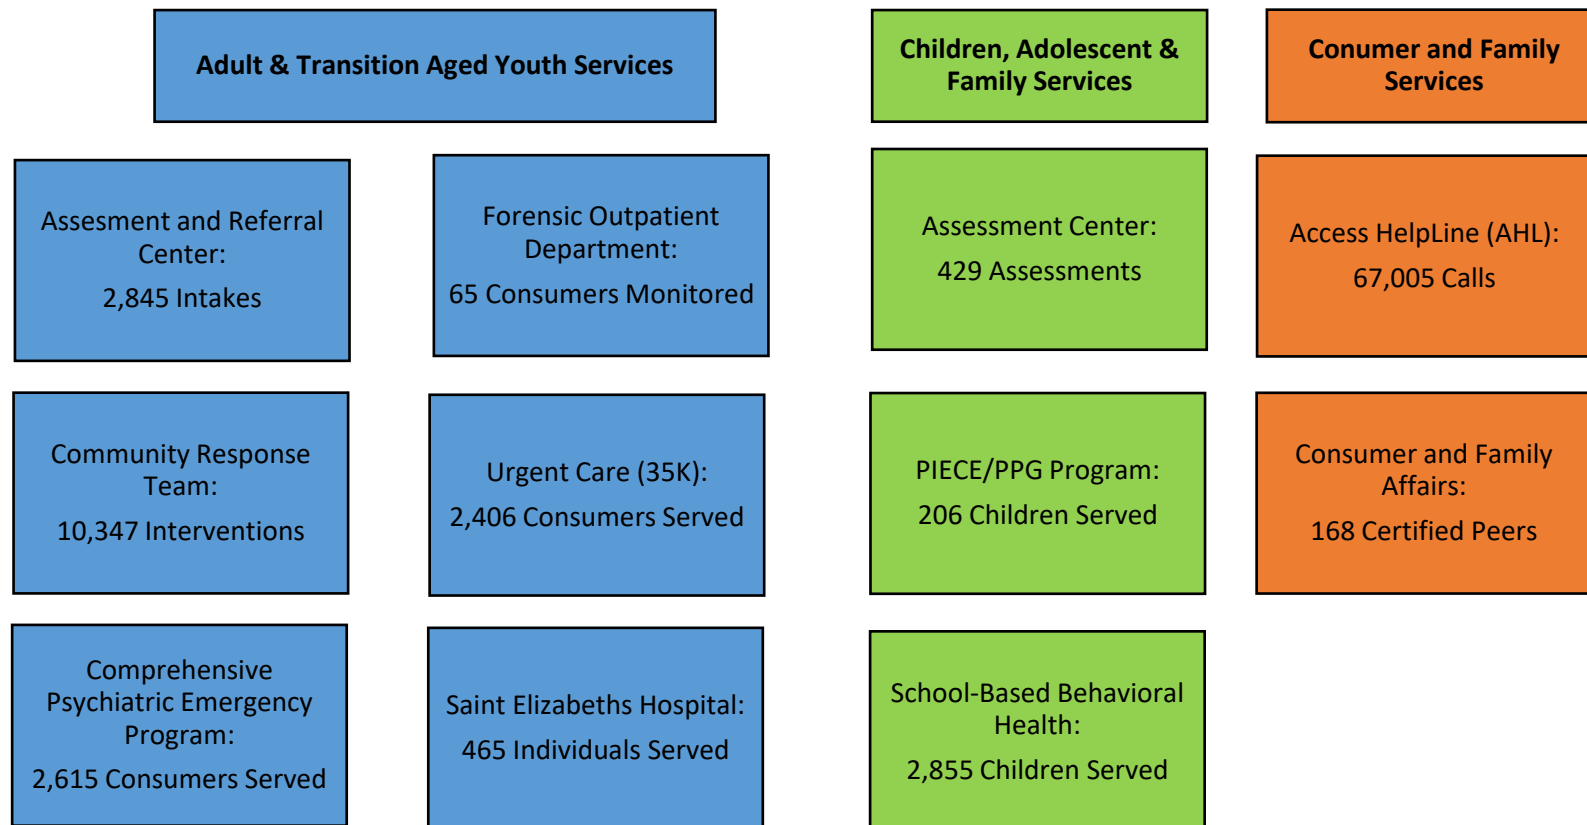 Adult & Transition Aged Youth Services
Children, Adolescent &
Family Services
Conumer and Family
Services
Assesment and Referral
Center:
2,845 Intakes
Forensic Outpatient
Department:
65 Consumers Monitored
Assessment Center:
429 Assessments
Access HelpLine (AHL):
67,005 Calls
Community Response
Team:
10,347 Interventions
Urgent Care (35K):
2,406 Consumers Served
PIECE/PPG Program:
206 Children Served
Consumer and Family
Affairs:
168 Certified Peers
Comprehensive
Psychiatric Emergency
Program:
2,615 Consumers Served
Saint Elizabeths Hospital:
465 Individuals Served
School-Based Behavioral
Health:
2,855 Children Served